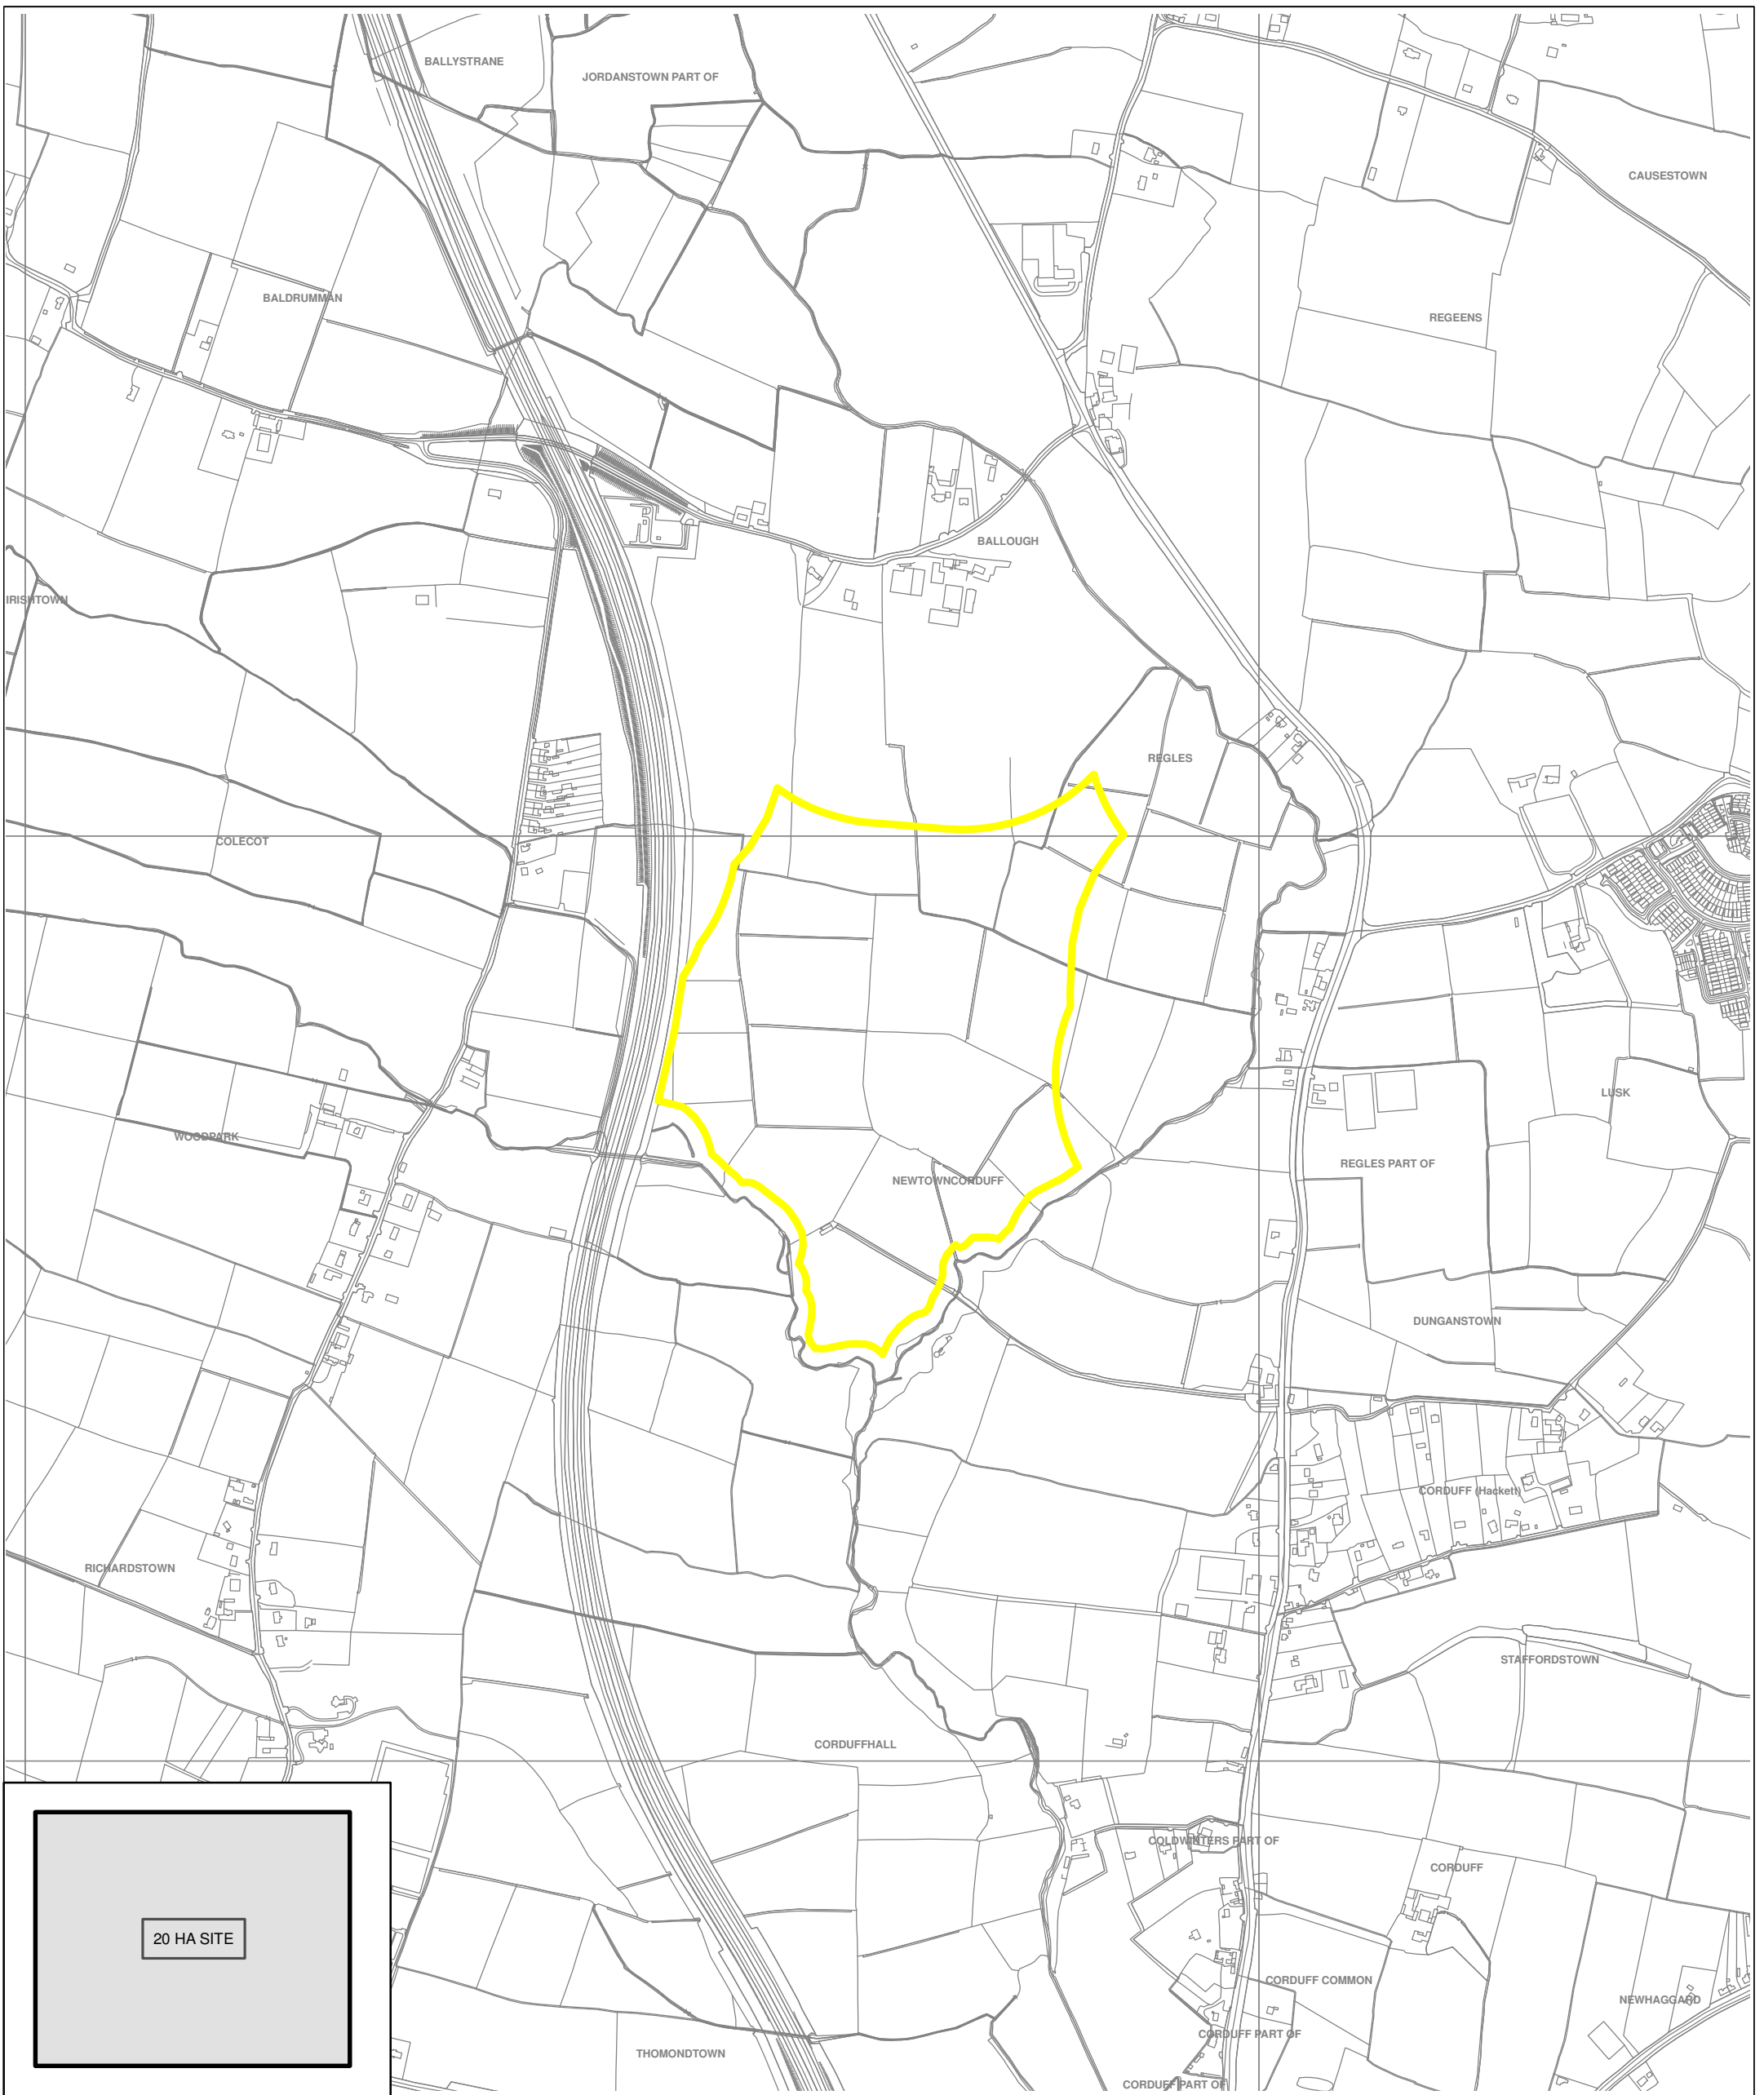 BALLYSTRANE
JORDANSTOWN PART OF
CAUSESTOWN
BALDRUMMAN
REGEENS
BALLOUGH
IRISHTOWN
REGLES
COLECOT
LUSK
WOODPARK
REGLES PART OF
NEWTOWNCORDUFF
DUNGANSTOWN
CORDUFF (Hackett)
RICHARDSTOWN
STAFFORDSTOWN
CORDUFFHALL
COLDWINTERS PART OF
CORDUFF
20 HA SITE
CORDUFF COMMON
NEWHAGGARD
CORDUFF PART OF
THOMONDTOWN
CORDUFF PART OF